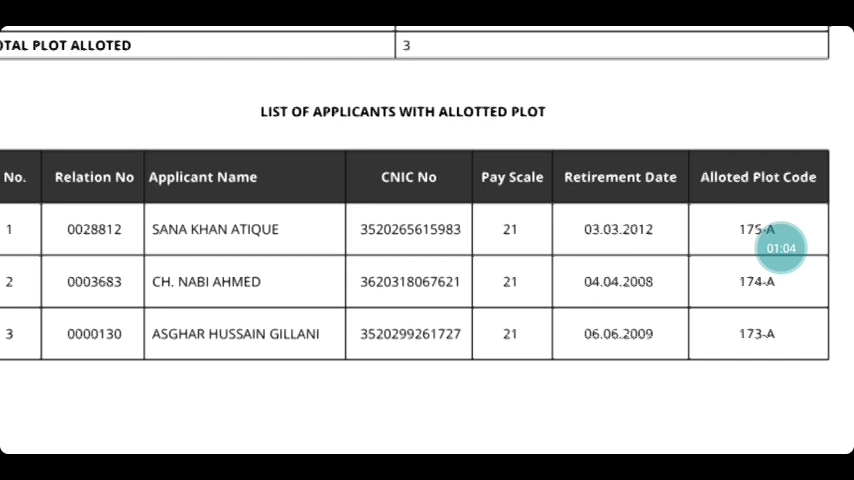 OTAL PLOT ALLOTED 3
LIST OF APPLICANTS WITH ALLOTTED PLOT
No. Relation No Applicant Name CNIC No Pay Scale Retirement Date Alloted Plot Code
1 0028812 SANA KHAN ATIQUE 3520265615983 21 03.03.2012 175-A
01:04
2 0003683 CH. NABI AHMED 3620318067621 21 04.04.2008 174-A
3 0000130 ASGHAR HUSSAIN GILLANI 3520299261727 21 06.06.2009 173-A